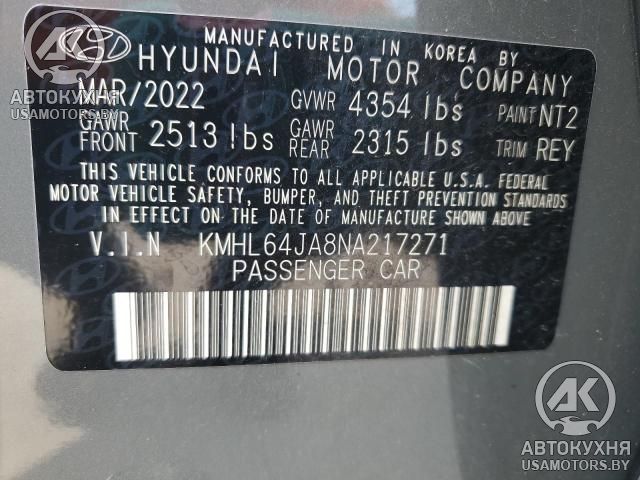 MANUFACTURED IN KOREA BY
HYUNDAI MOTOR COMPANY
MAR/2022 GVWR 4354 lbs PAINT NT2
GAWR FRONT 2513 lbs GAWR REAR 2315 lbs TRIM REY
THIS VEHICLE CONFORMS TO ALL APPLICABLE U.S.A. FEDERAL
MOTOR VEHICLE SAFETY, BUMPER, AND THEFT PREVENTION STANDARDS
IN EFFECT ON THE DATE OF MANUFACTURE SHOWN ABOVE.
V.I.N KMHL64JA8NA217271
PASSENGER CAR
АК
АВТОКУХНЯ
USAMOTORS.BY
АК
АВТОКУХНЯ
USAMOTORS.BY